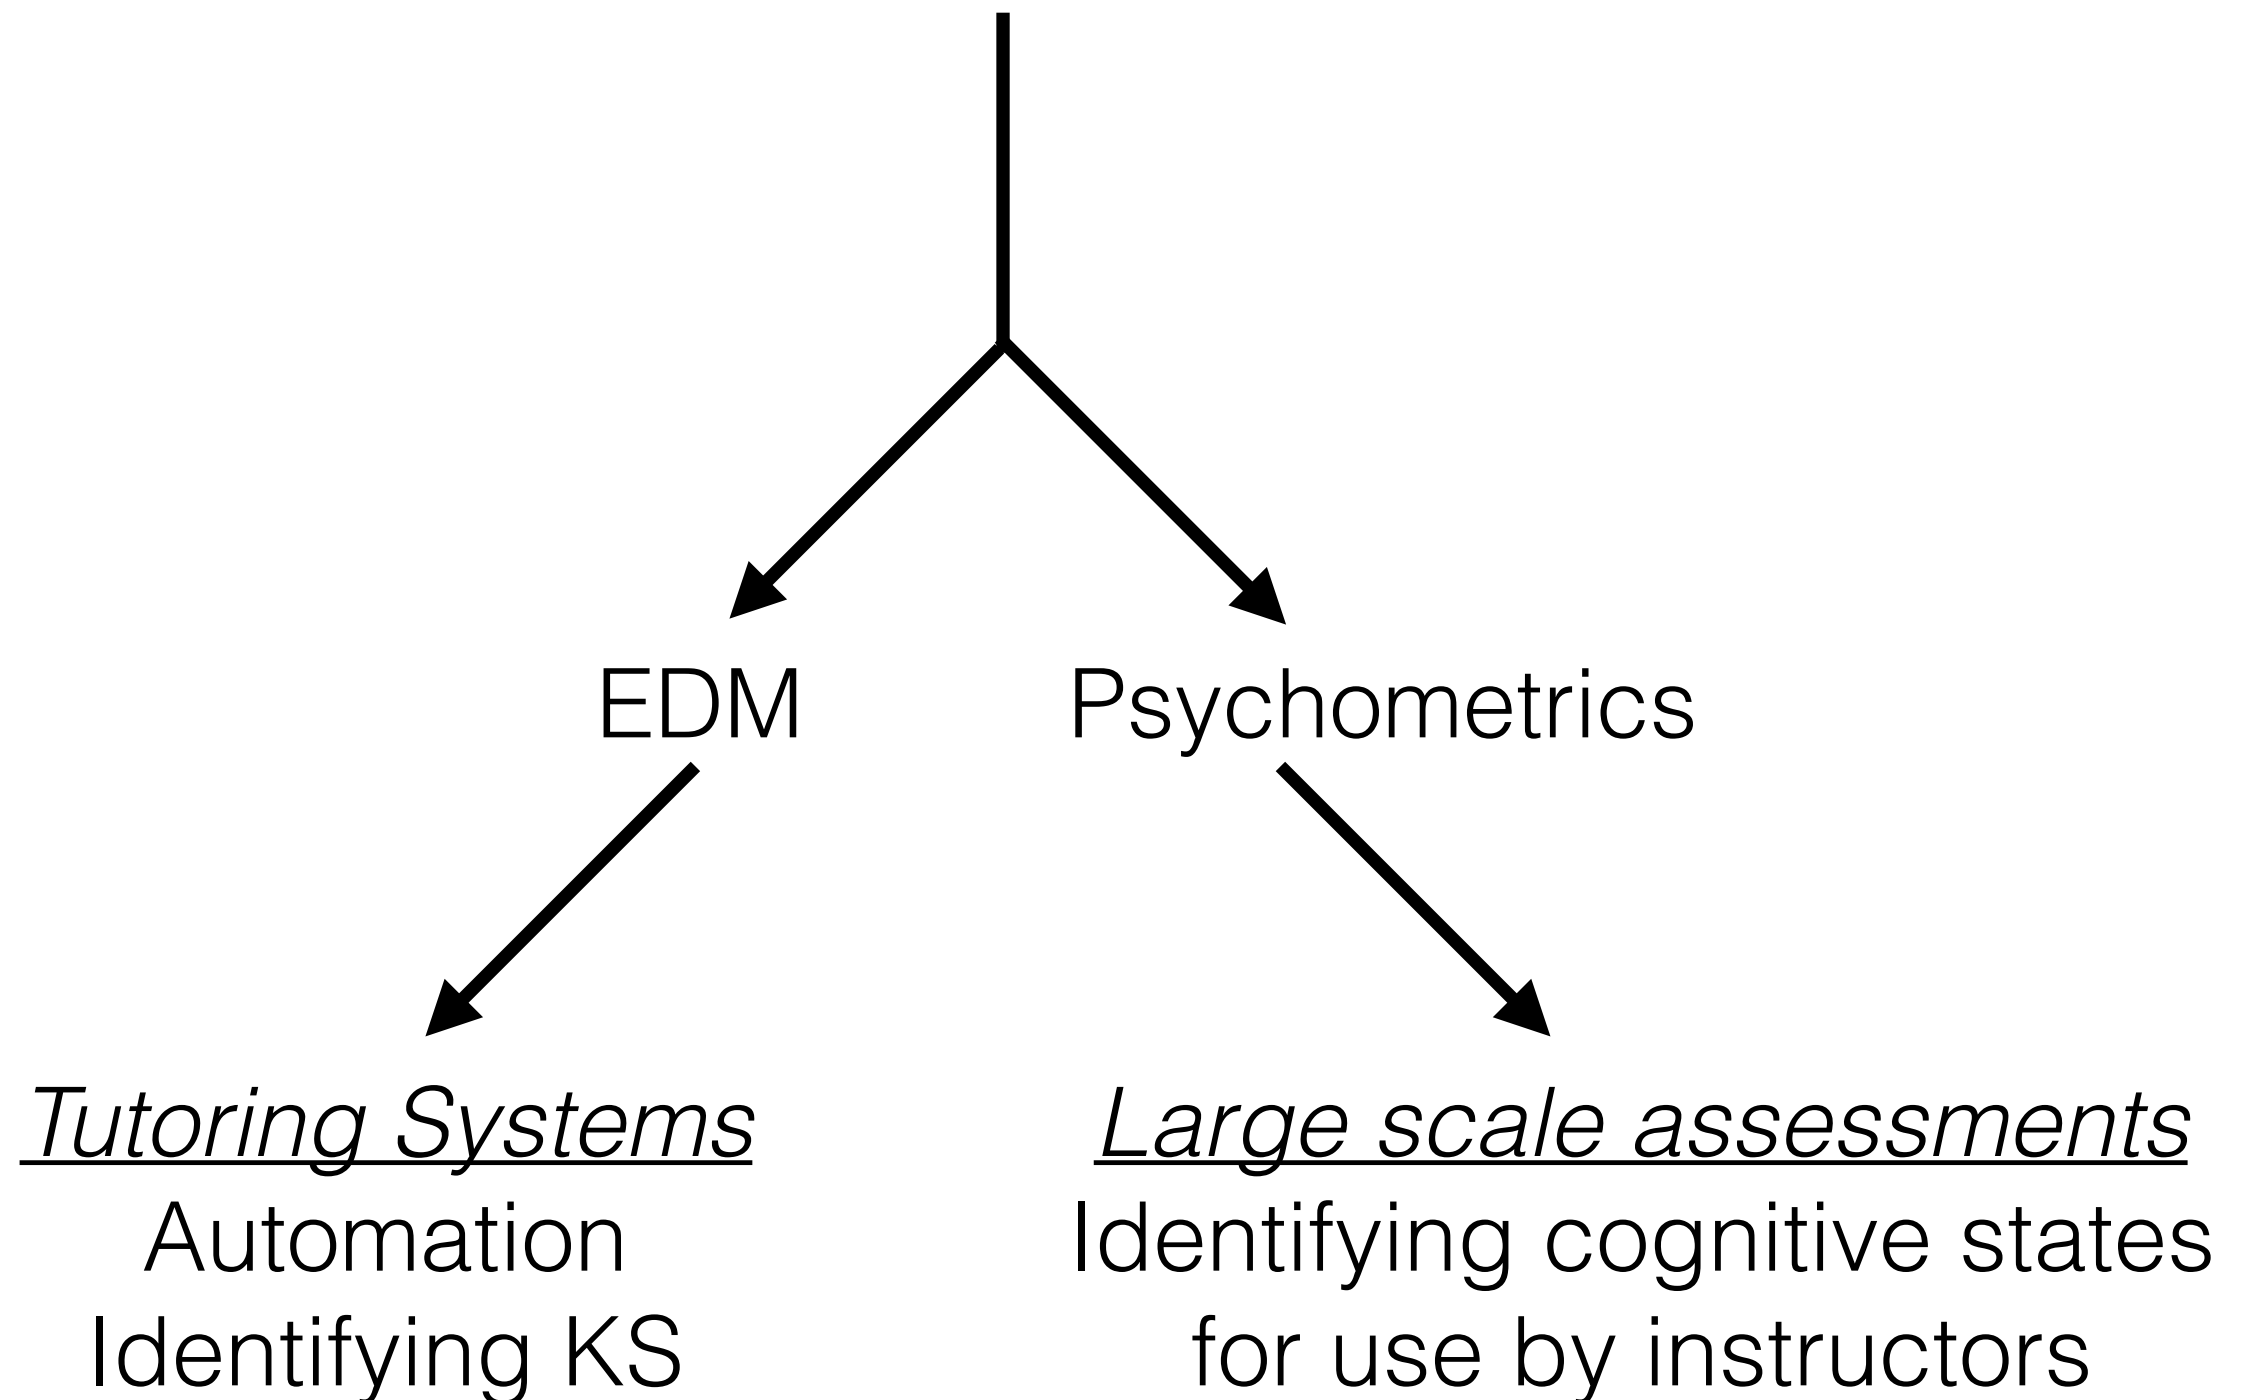 EDM
Psychometrics
Tutoring Systems
Automation
Identifying KS
Large scale assessments
Identifying cognitive states
for use by instructors